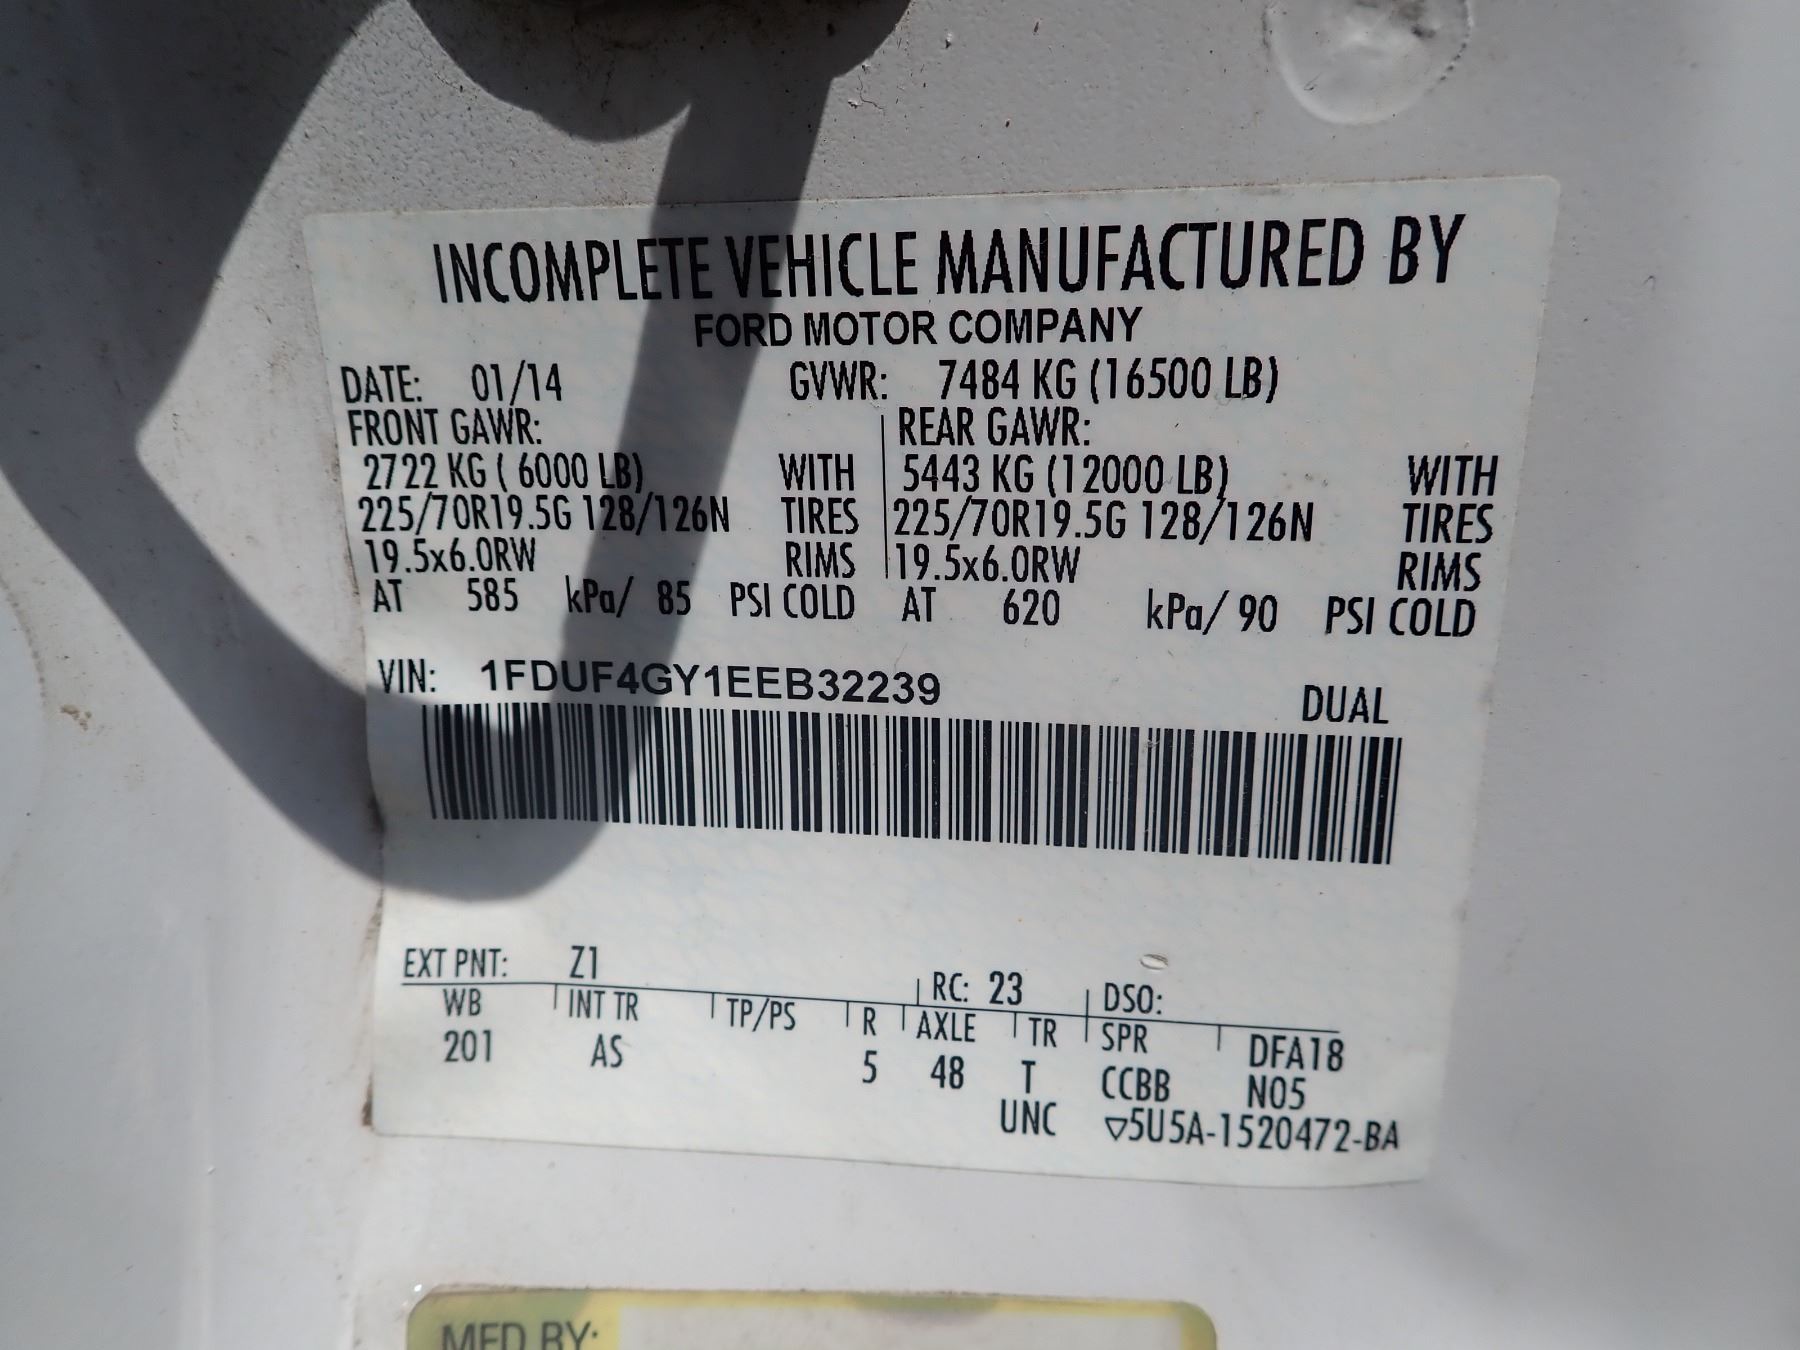 INCOMPLETE VEHICLE MANUFACTURED BY
FORD MOTOR COMPANY
DATE: 01/14 GVWR: 7484 KG (16500 LB)
FRONT GAWR: REAR GAWR:
2722 KG ( 6000 LB) WITH 5443 KG (12000 LB) WITH
225/70R19.5G 128/126N TIRES 225/70R19.5G 128/126N TIRES
19.5x6.0RW RIMS 19.5x6.0RW RIMS
AT 585 kPa/ 85 PSI COLD AT 620 kPa/ 90 PSI COLD
VIN: 1FDUF4GY1EEB32239 DUAL
EXT PNT: Z1 RC: 23 DSO:
WB INT TR TP/PS R AXLE TR SPR DFA18
201 AS 5 48 T CCBB N05
UNC ▽5U5A-1520472-BA
MFD BY: